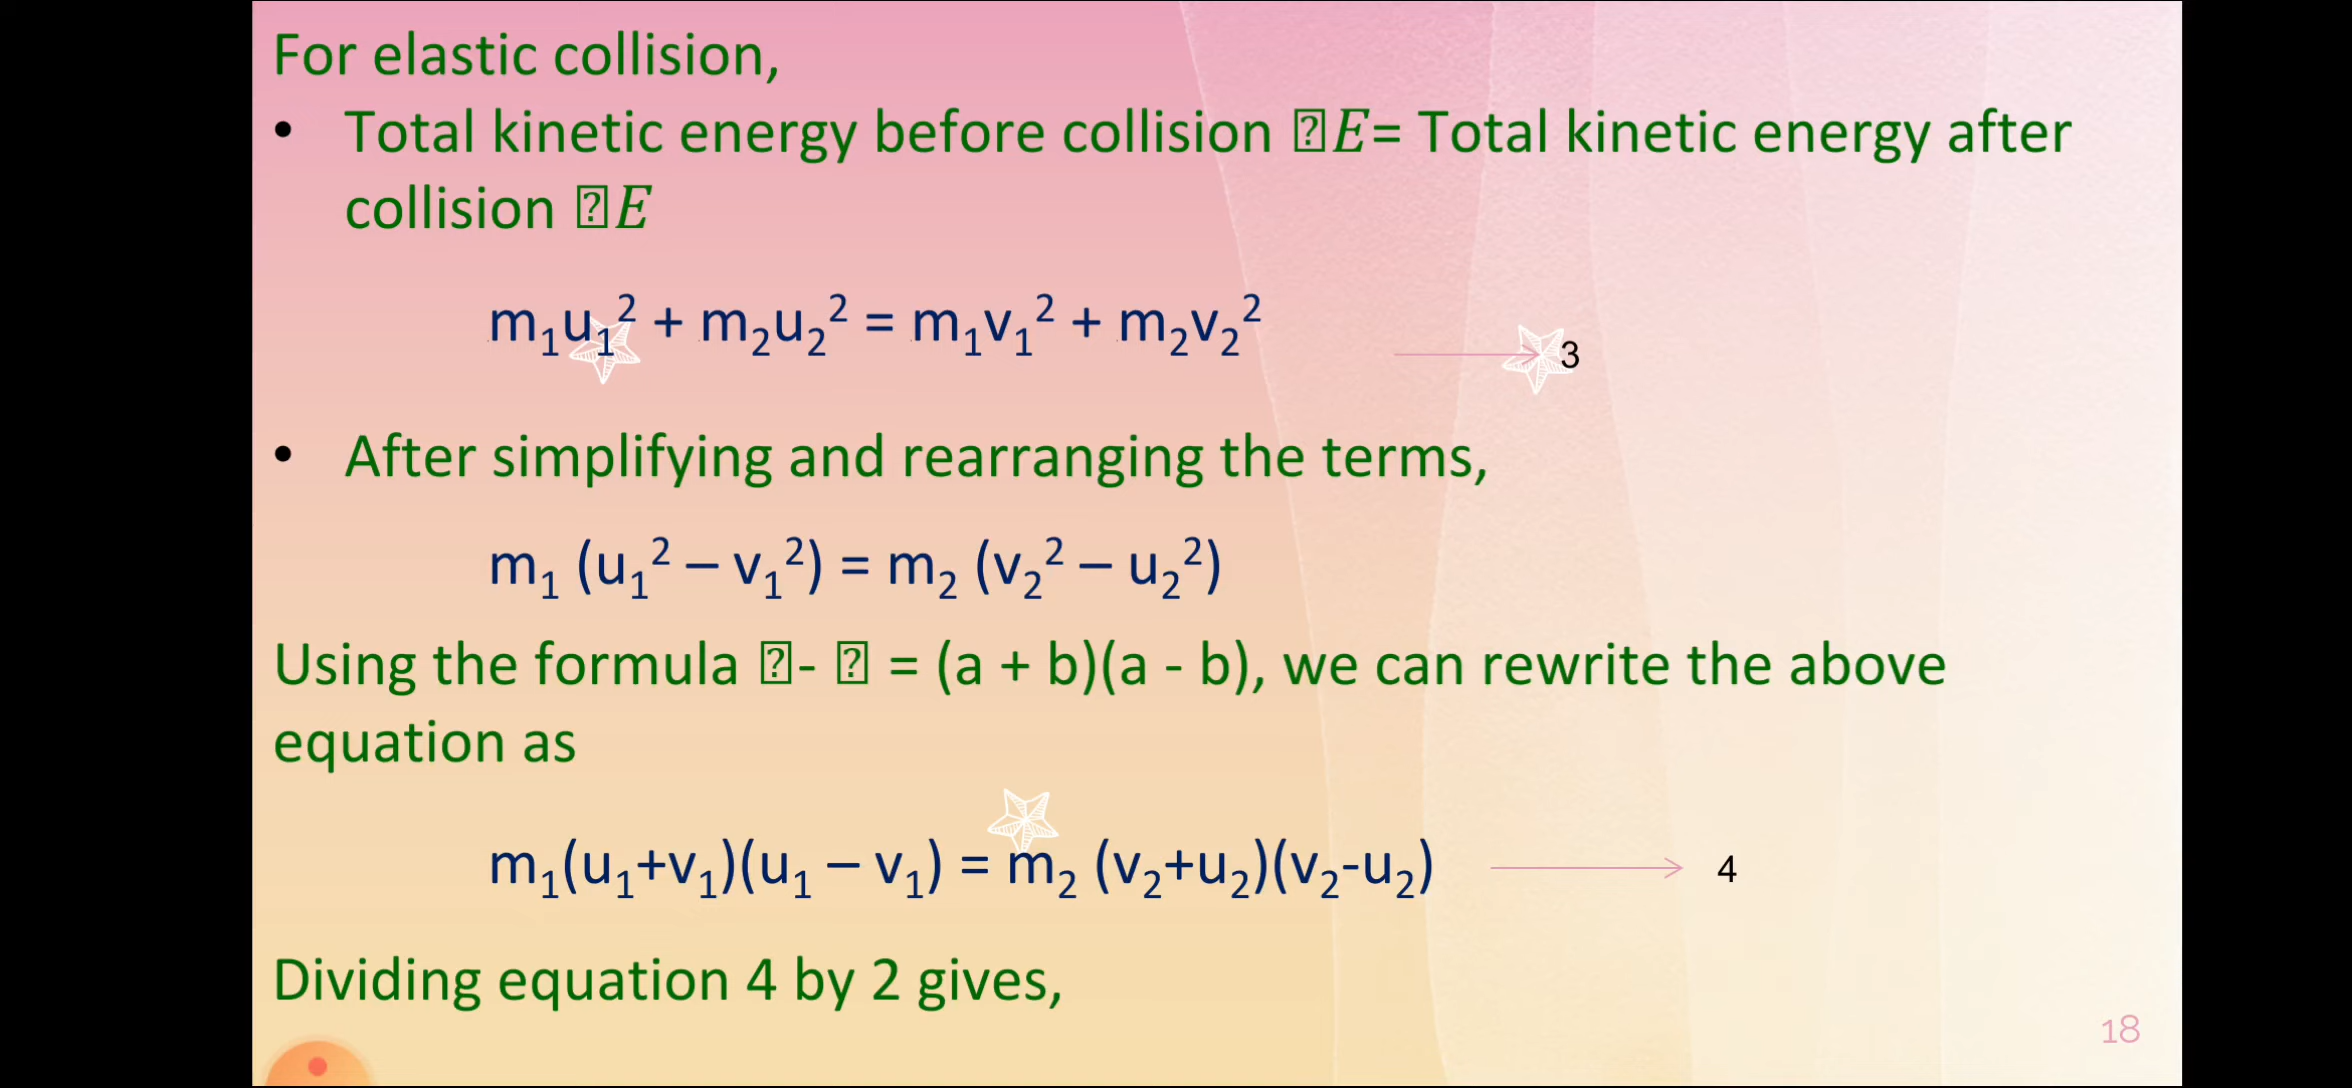 For elastic collision,
• Total kinetic energy before collision �E= Total kinetic energy after
collision �E
m₁u₁² + m₂u₂² = m₁v₁² + m₂v₂²
3
• After simplifying and rearranging the terms,
m₁ (u₁² – v₁²) = m₂ (v₂² – u₂²)
Using the formula �- � = (a + b)(a - b), we can rewrite the above
equation as
m₁(u₁+v₁)(u₁ – v₁) = m₂ (v₂+u₂)(v₂-u₂)
4
Dividing equation 4 by 2 gives,
18